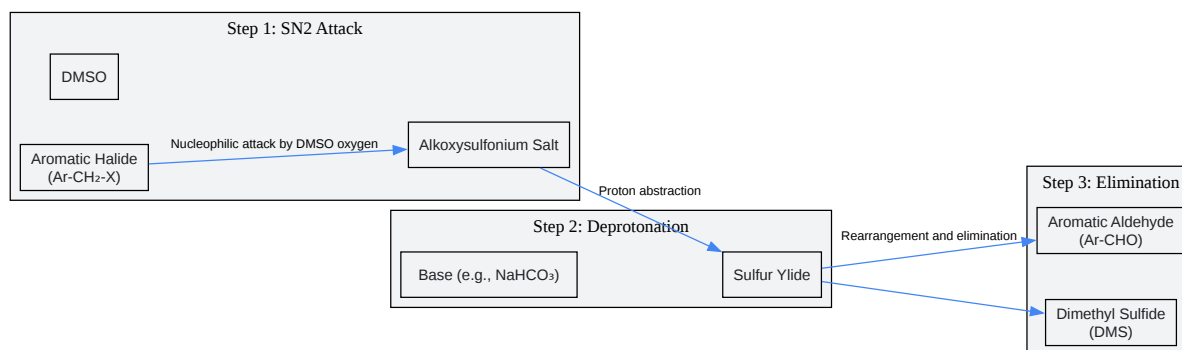 Step 1: SN2 Attack
DMSO
Aromatic Halide
(Ar-CH₂-X)
Nucleophilic attack by DMSO oxygen
Alkoxysulfonium Salt
Proton abstraction
Step 2: Deprotonation
Base (e.g., NaHCO₃)
Sulfur Ylide
Rearrangement and elimination
Step 3: Elimination
Aromatic Aldehyde
(Ar-CHO)
Dimethyl Sulfide
(DMS)